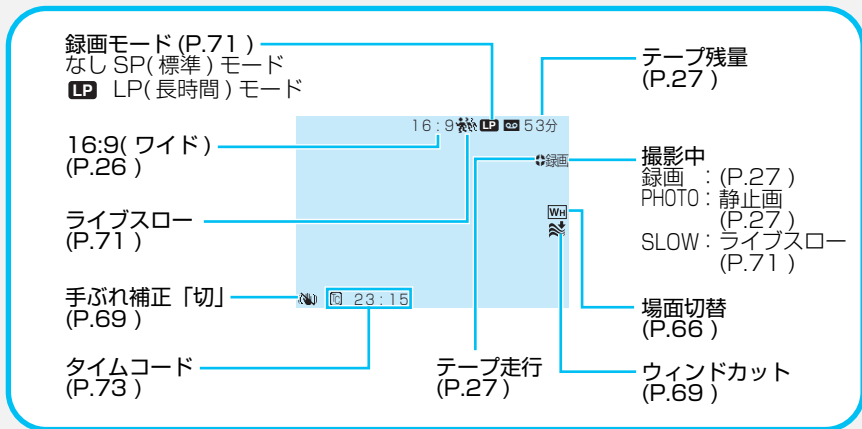 録画モード (P.71 )
なし SP( 標準 ) モード
LP LP( 長時間 ) モード
16:9( ワイド )
(P.26 )
ライブスロー
(P.71 )
手ぶれ補正「切」
(P.69 )
タイムコード
(P.73 )
16:9 LP 53分
録画
WH
TC 23:15
テープ走行
(P.27 )
テープ残量
(P.27 )
撮影中
録画 : (P.27 )
PHOTO : 静止画
(P.27 )
SLOW : ライブスロー
(P.71 )
場面切替
(P.66 )
ウィンドカット
(P.69 )